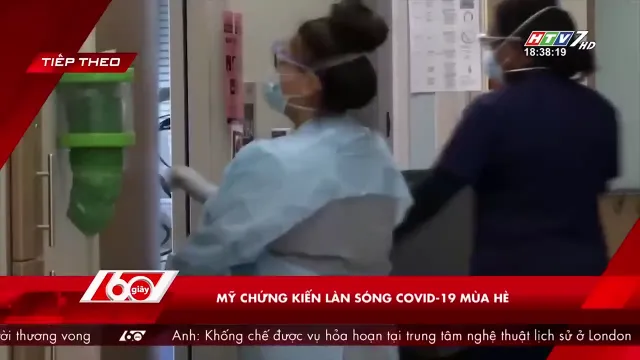 TIẾP THEO
HTV7 HD
18:38:19
60 giây
MỸ CHỨNG KIẾN LÀN SÓNG COVID-19 MÙA HÈ
ời thương vong 60 giây Anh: Khống chế được vụ hỏa hoạn tại trung tâm nghệ thuật lịch sử ở London